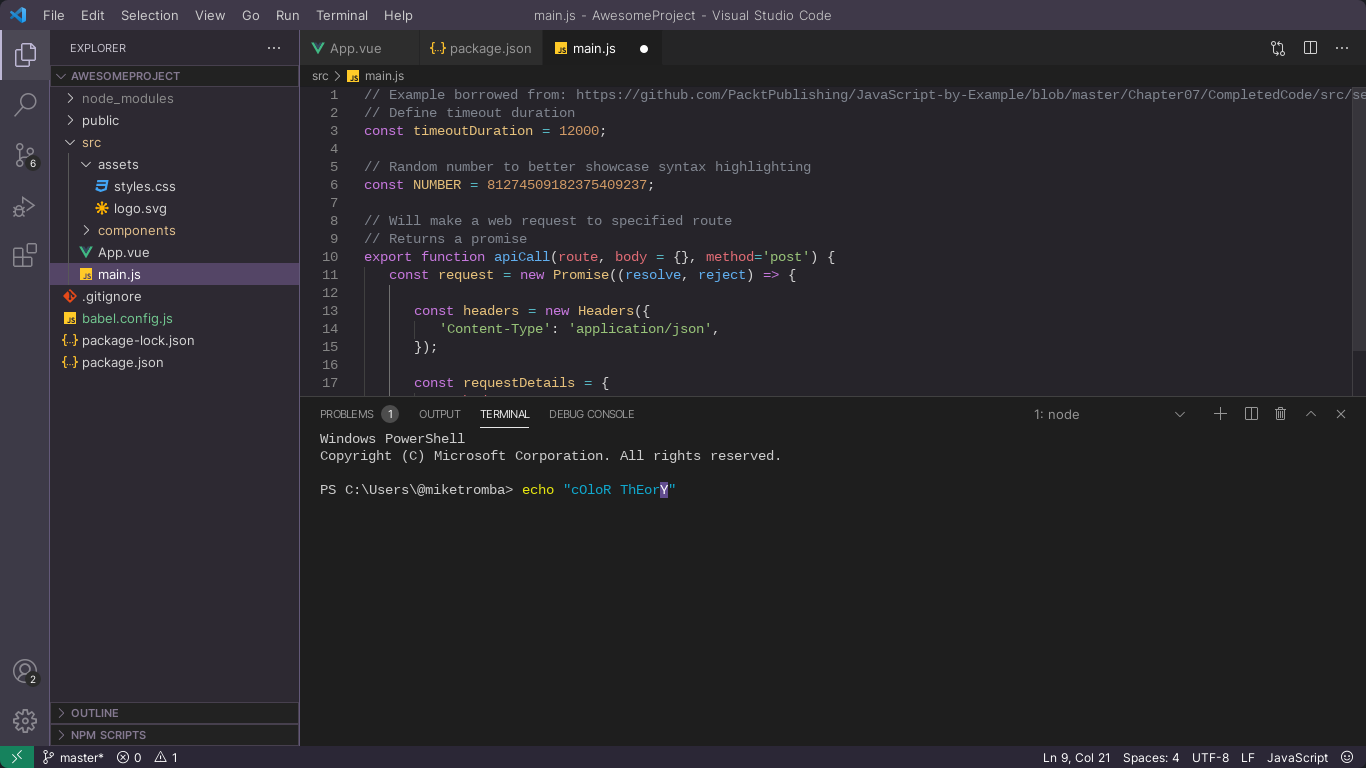 File Edit Selection View Go Run Terminal Help main.js - AwesomeProject - Visual Studio Code
EXPLORER
App.vue
{..} package.json
JS main.js
AWESOMEPROJECT
node_modules
public
src
assets
styles.css
logo.svg
components
App.vue
JS main.js
.gitignore
JS babel.config.js
{..} package-lock.json
{..} package.json
OUTLINE
NPM SCRIPTS
6
2
src > JS main.js
1 // Example borrowed from: https://github.com/PacktPublishing/JavaScript-by-Example/blob/master/Chapter07/CompletedCode/src/se
2 // Define timeout duration
3 const timeoutDuration = 12000;
4
5 // Random number to better showcase syntax highlighting
6 const NUMBER = 81274509182375409237;
7
8 // Will make a web request to specified route
9 // Returns a promise
10 export function apiCall(route, body = {}, method='post') {
11 const request = new Promise((resolve, reject) => {
12
13 const headers = new Headers({
14 'Content-Type': 'application/json',
15 });
16
17 const requestDetails = {
PROBLEMS 1 OUTPUT TERMINAL DEBUG CONSOLE 1: node
Windows PowerShell
Copyright (C) Microsoft Corporation. All rights reserved.
PS C:\Users\@miketromba> echo "cOloR ThEorY"
master* 0 1 Ln 9, Col 21 Spaces: 4 UTF-8 LF JavaScript